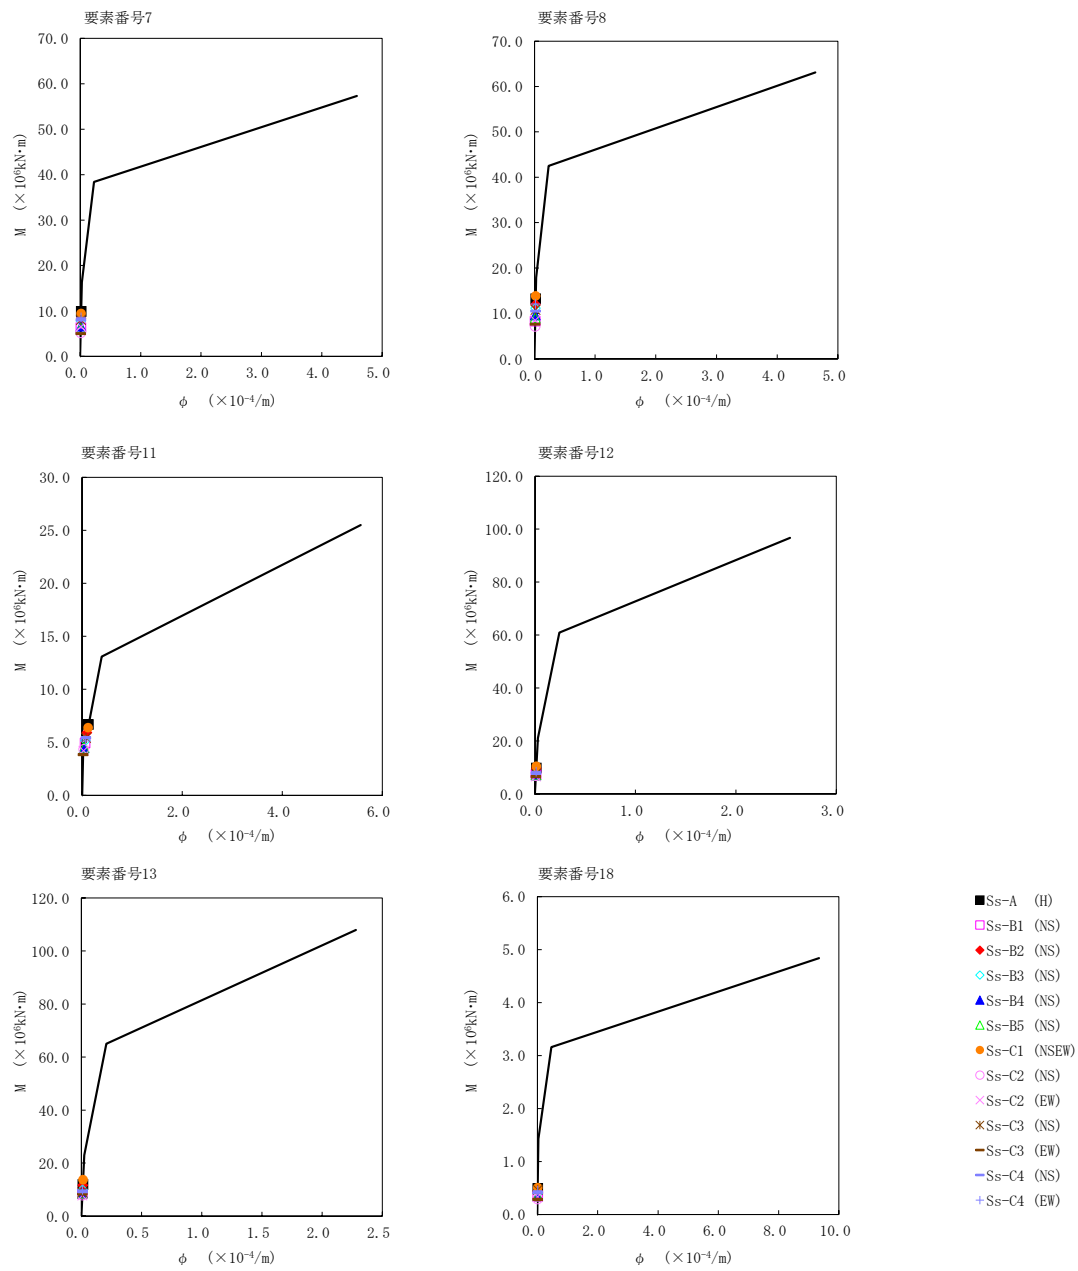 要素番号7
70.0
60.0
50.0
40.0
30.0
20.0
10.0
0.0
M (×10⁶kN・m)
0.0 1.0 2.0 3.0 4.0 5.0
φ (×10⁻⁴/m)
要素番号8
70.0
60.0
50.0
40.0
30.0
20.0
10.0
0.0
M (×10⁶kN・m)
0.0 1.0 2.0 3.0 4.0 5.0
φ (×10⁻⁴/m)
要素番号11
30.0
25.0
20.0
15.0
10.0
5.0
0.0
M (×10⁶kN・m)
0.0 2.0 4.0 6.0
φ (×10⁻⁴/m)
要素番号12
120.0
100.0
80.0
60.0
40.0
20.0
0.0
M (×10⁶kN・m)
0.0 1.0 2.0 3.0
φ (×10⁻⁴/m)
要素番号13
120.0
100.0
80.0
60.0
40.0
20.0
0.0
M (×10⁶kN・m)
0.0 0.5 1.0 1.5 2.0 2.5
φ (×10⁻⁴/m)
要素番号18
6.0
5.0
4.0
3.0
2.0
1.0
0.0
M (×10⁶kN・m)
0.0 2.0 4.0 6.0 8.0 10.0
φ (×10⁻⁴/m)
Ss-A (H)
Ss-B1 (NS)
Ss-B2 (NS)
Ss-B3 (NS)
Ss-B4 (NS)
Ss-B5 (NS)
Ss-C1 (NSEW)
Ss-C2 (NS)
Ss-C2 (EW)
Ss-C3 (NS)
Ss-C3 (EW)
Ss-C4 (NS)
Ss-C4 (EW)